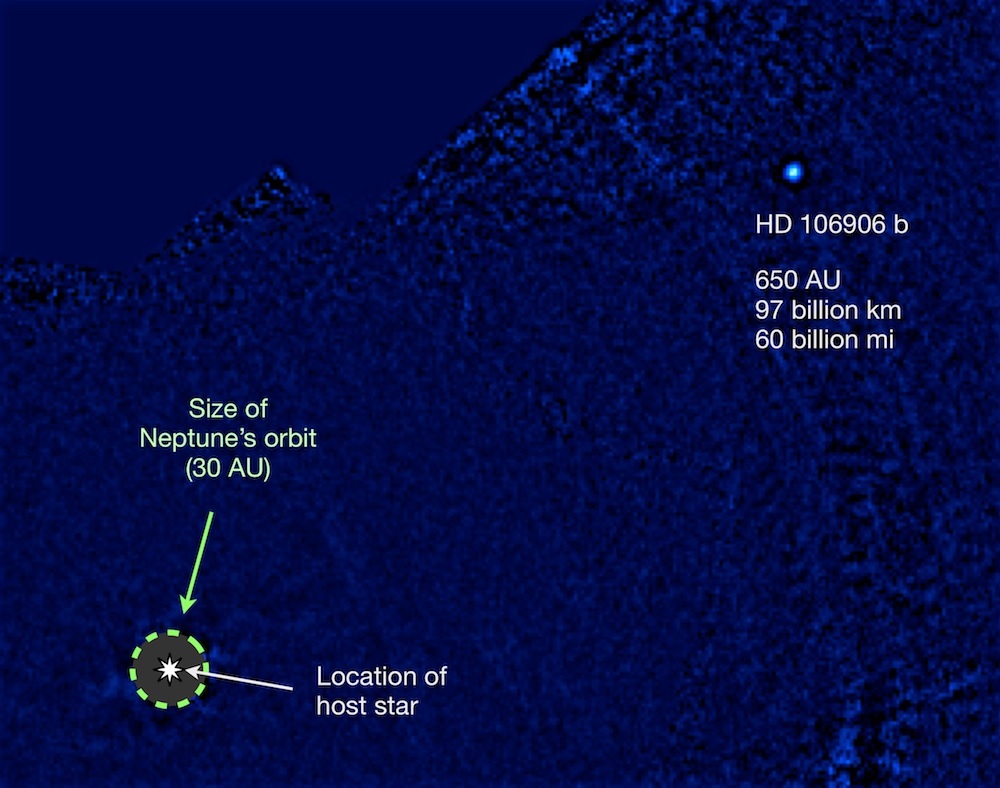 HD 106906 b
650 AU
97 billion km
60 billion mi
Size of
Neptune’s orbit
(30 AU)
Location of
host star